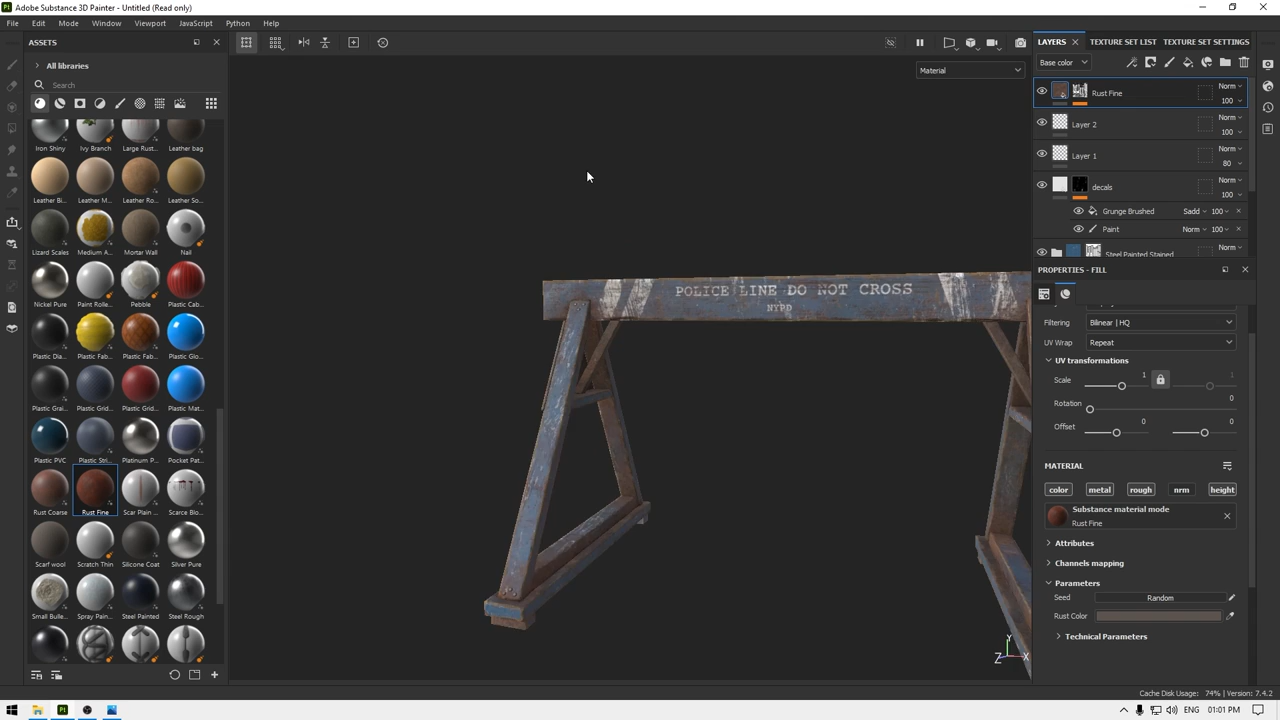 Adobe Substance 3D Painter - Untitled (Read only)
File Edit Mode Window Viewport JavaScript Python Help
ASSETS
All libraries
Search
Iron Shiny Ivy Branch Large Rust... Leather bag
Leather Bi... Leather M... Leather Ro... Leather So...
Lizard Scales Medium A... Mortar Wall Nail
Nickel Pure Paint Rolle... Pebble Plastic Cab...
Plastic Dia... Plastic Fab... Plastic Fab... Plastic Glo...
Plastic Grai... Plastic Grid... Plastic Grid... Plastic Mat...
Plastic PVC Plastic Stri... Platinum P... Pocket Pat...
Rust Coarse Rust Fine Scar Plain ... Scarce Blo...
Scarf wool Scratch Thin Silicone Coat Silver Pure
Small Bulle... Spray Pain... Steel Painted Steel Rough
Material
POLICE LINE DO NOT CROSS
NYPD
Y
Z X
LAYERS TEXTURE SET LIST TEXTURE SET SETTINGS
Base color
Rust Fine Norm 100
Layer 2 Norm 100
Layer 1 Norm 80
decals Norm 100
Grunge Brushed Sadd 100
Paint Norm 100
Steel Painted Stained Norm
PROPERTIES - FILL
Filtering Bilinear | HQ
UV Wrap Repeat
UV transformations
Scale 1 1
Rotation 0
Offset 0 0
MATERIAL
color metal rough nrm height
Substance material mode
Rust Fine
Attributes
Channels mapping
Parameters
Seed Random
Rust Color
Technical Parameters
Cache Disk Usage: 74% | Version: 7.4.2
ENG 01:01 PM